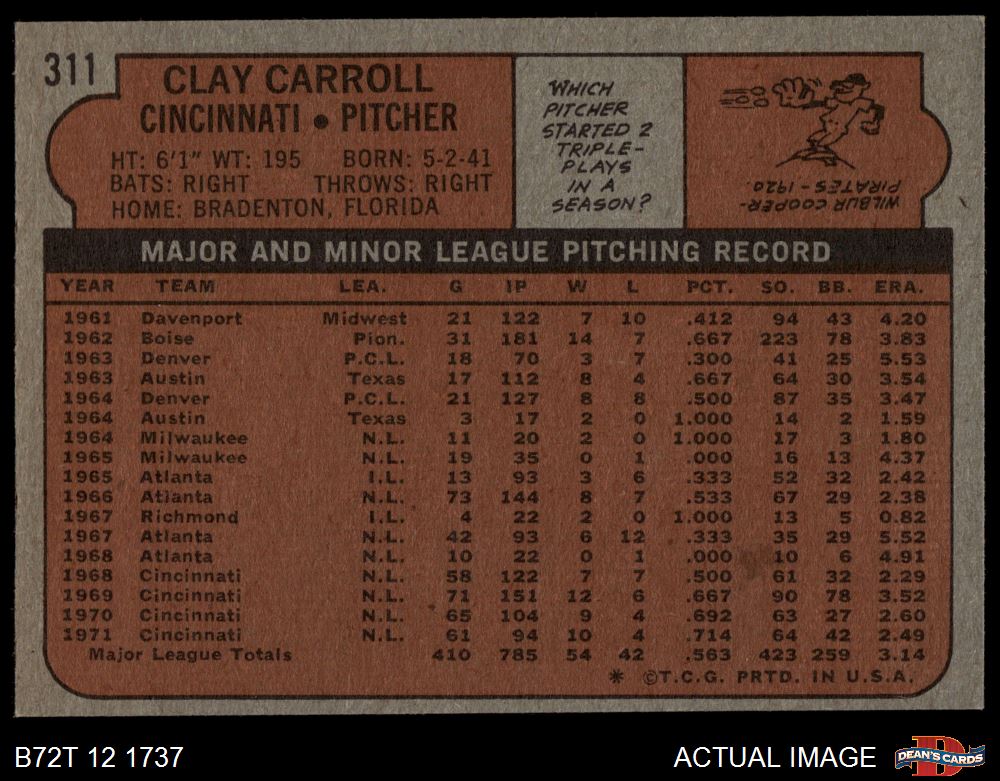 311
CLAY CARROLL
CINCINNATI • PITCHER
HT: 6'1" WT: 195 BORN: 5-2-41
BATS: RIGHT THROWS: RIGHT
HOME: BRADENTON, FLORIDA
WHICH
PITCHER
STARTED 2
TRIPLE-
PLAYS
IN A
SEASON?
WILBUR COOPER-
PIRATES-1920.
MAJOR AND MINOR LEAGUE PITCHING RECORD
YEAR TEAM LEA. G IP W L PCT. SO. BB. ERA.
1961 Davenport Midwest 21 122 7 10 .412 94 43 4.20
1962 Boise Pion. 31 181 14 7 .667 223 78 3.83
1963 Denver P.C.L. 18 70 3 7 .300 41 25 5.53
1963 Austin Texas 17 112 8 4 .667 64 30 3.54
1964 Denver P.C.L. 21 127 8 8 .500 87 35 3.47
1964 Austin Texas 3 17 2 0 1.000 14 2 1.59
1964 Milwaukee N.L. 11 20 2 0 1.000 17 3 1.80
1965 Milwaukee N.L. 19 35 0 1 .000 16 13 4.37
1965 Atlanta I.L. 13 93 3 6 .333 52 32 2.42
1966 Atlanta N.L. 73 144 8 7 .533 67 29 2.38
1967 Richmond I.L. 4 22 2 0 1.000 13 5 0.82
1967 Atlanta N.L. 42 93 6 12 .333 35 29 5.52
1968 Atlanta N.L. 10 22 0 1 .000 10 6 4.91
1968 Cincinnati N.L. 58 122 7 7 .500 61 32 2.29
1969 Cincinnati N.L. 71 151 12 6 .667 90 78 3.52
1970 Cincinnati N.L. 65 104 9 4 .692 63 27 2.60
1971 Cincinnati N.L. 61 94 10 4 .714 64 42 2.49
Major League Totals 410 785 54 42 .563 423 259 3.14
* ©T.C.G. PRTD. IN U.S.A.
B72T 12 1737
ACTUAL IMAGE
D
DEAN'S CARDS